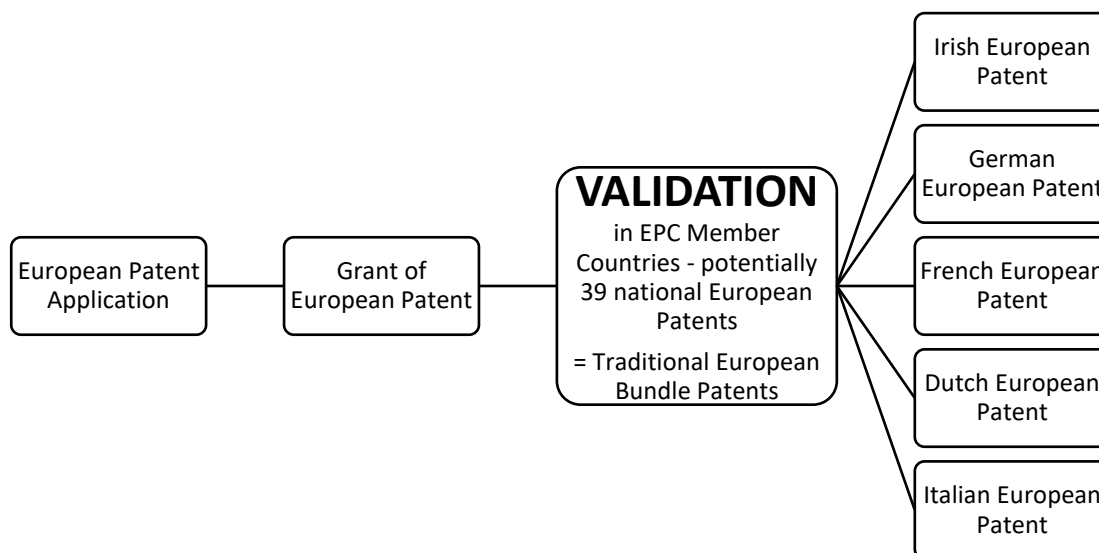 European Patent
Application
Grant of
European Patent
VALIDATION
in EPC Member
Countries - potentially
39 national European
Patents
= Traditional European
Bundle Patents
Irish European
Patent
German
European Patent
French European
Patent
Dutch European
Patent
Italian European
Patent